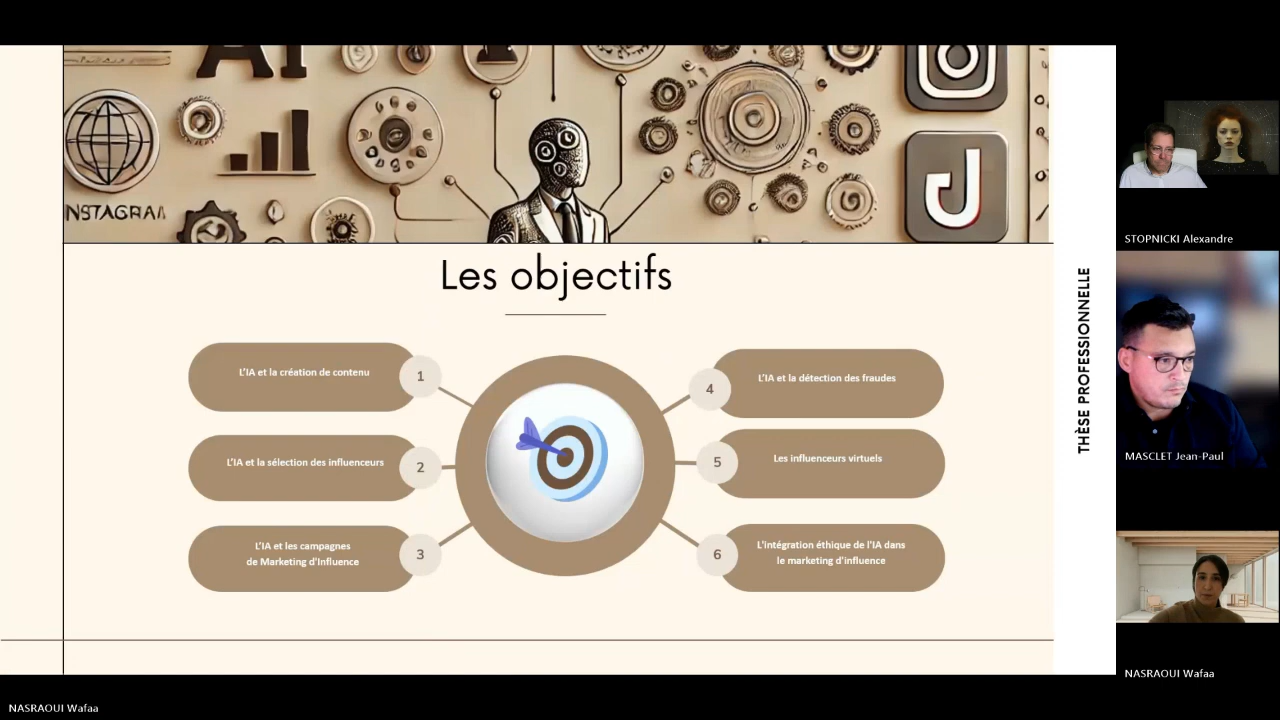 AI
INSTAGRAM
Les objectifs
L'IA et la création de contenu
1
L'IA et la sélection des influenceurs
2
L'IA et les campagnes
de Marketing d'Influence
3
4
L'IA et la détection des fraudes
5
Les influenceurs virtuels
6
L'intégration éthique de l'IA dans
le marketing d'influence
THÈSE PROFESSIONNELLE
STOPNICKI Alexandre
MASCLET Jean-Paul
NASRAOUI Wafaa
NASRAOUI Wafaa